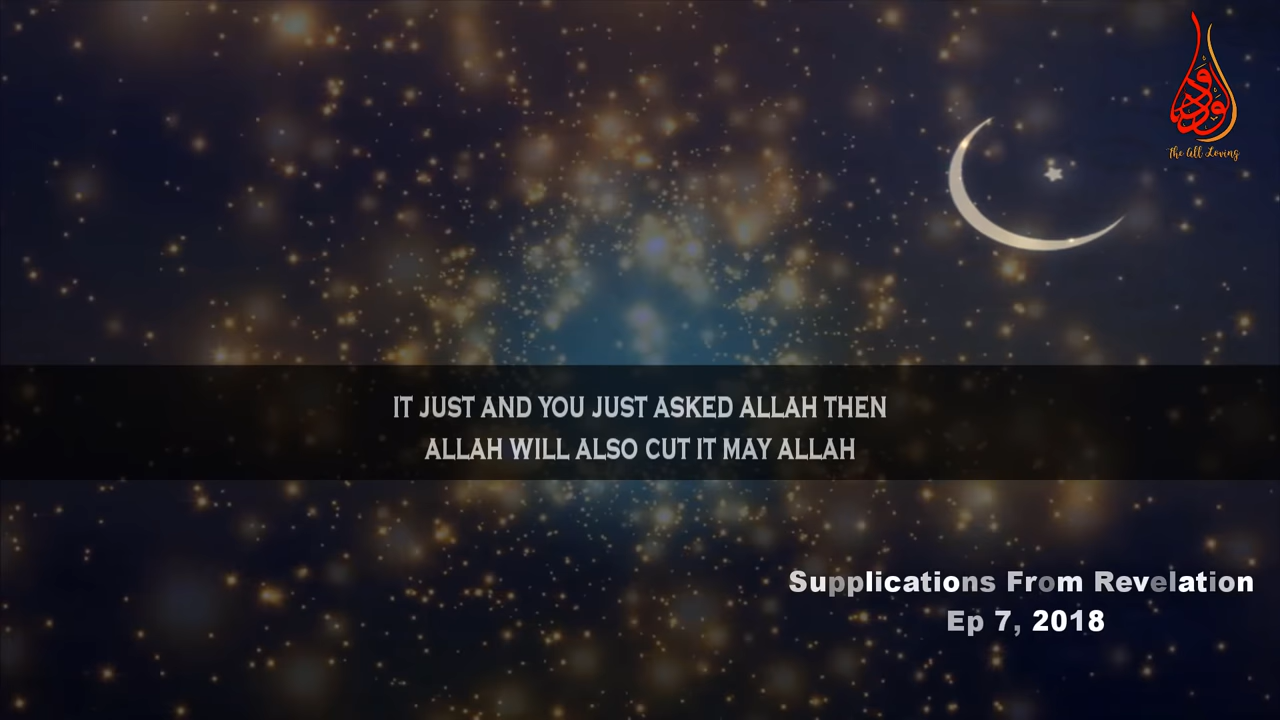 الودود
The All Loving
IT JUST AND YOU JUST ASKED ALLAH THEN
ALLAH WILL ALSO CUT IT MAY ALLAH
Supplications From Revelation
Ep 7, 2018